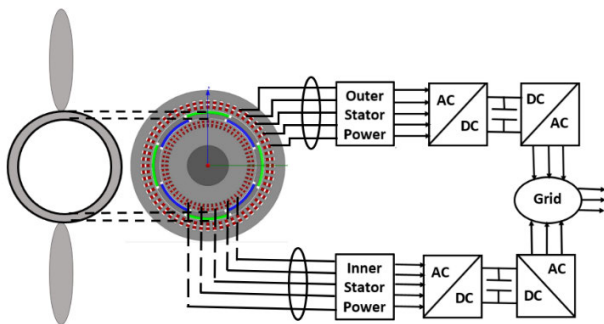 Outer
Stator
Power
AC
DC
DC
AC
Grid
Inner
Stator
Power
AC
DC
AC
DC